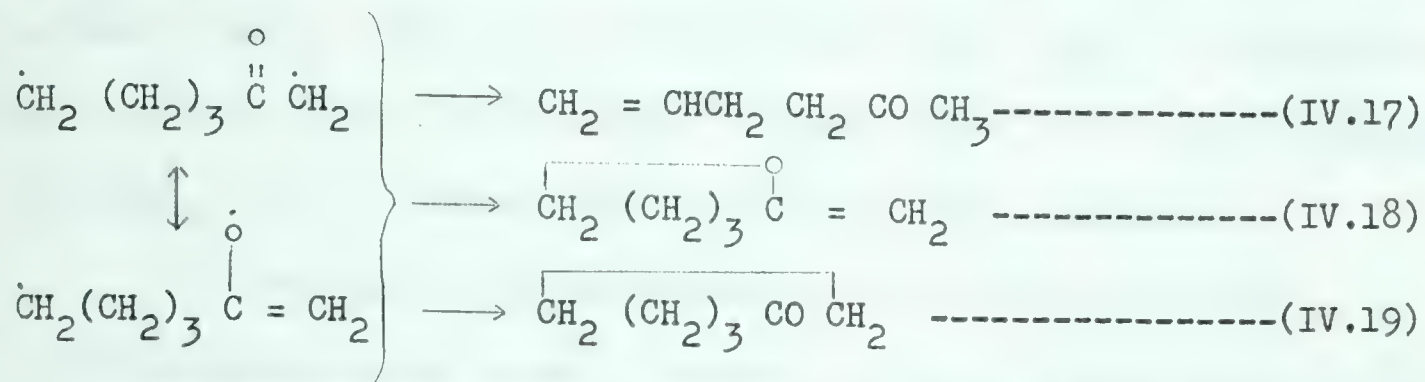 O
ĊH₂ (CH₂)₃ C̈ ĊH₂ ⟶ CH₂ = CHCH₂ CH₂ CO CH₃--------------(IV.17)
O
↕ ⟶ CH₂ (CH₂)₃ C = CH₂ --------------(IV.18)
Ȯ
ĊH₂(CH₂)₃ C = CH₂ ⟶ CH₂ (CH₂)₃ CO CH₂ -----------------(IV.19)